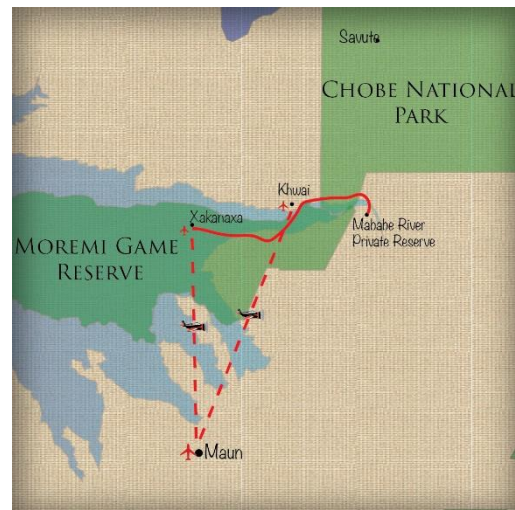 Savute
CHOBE NATIONAL
PARK
Khwai
Xakanaxa
Mababe River
Private Reserve
MOREMI GAME
RESERVE
Maun